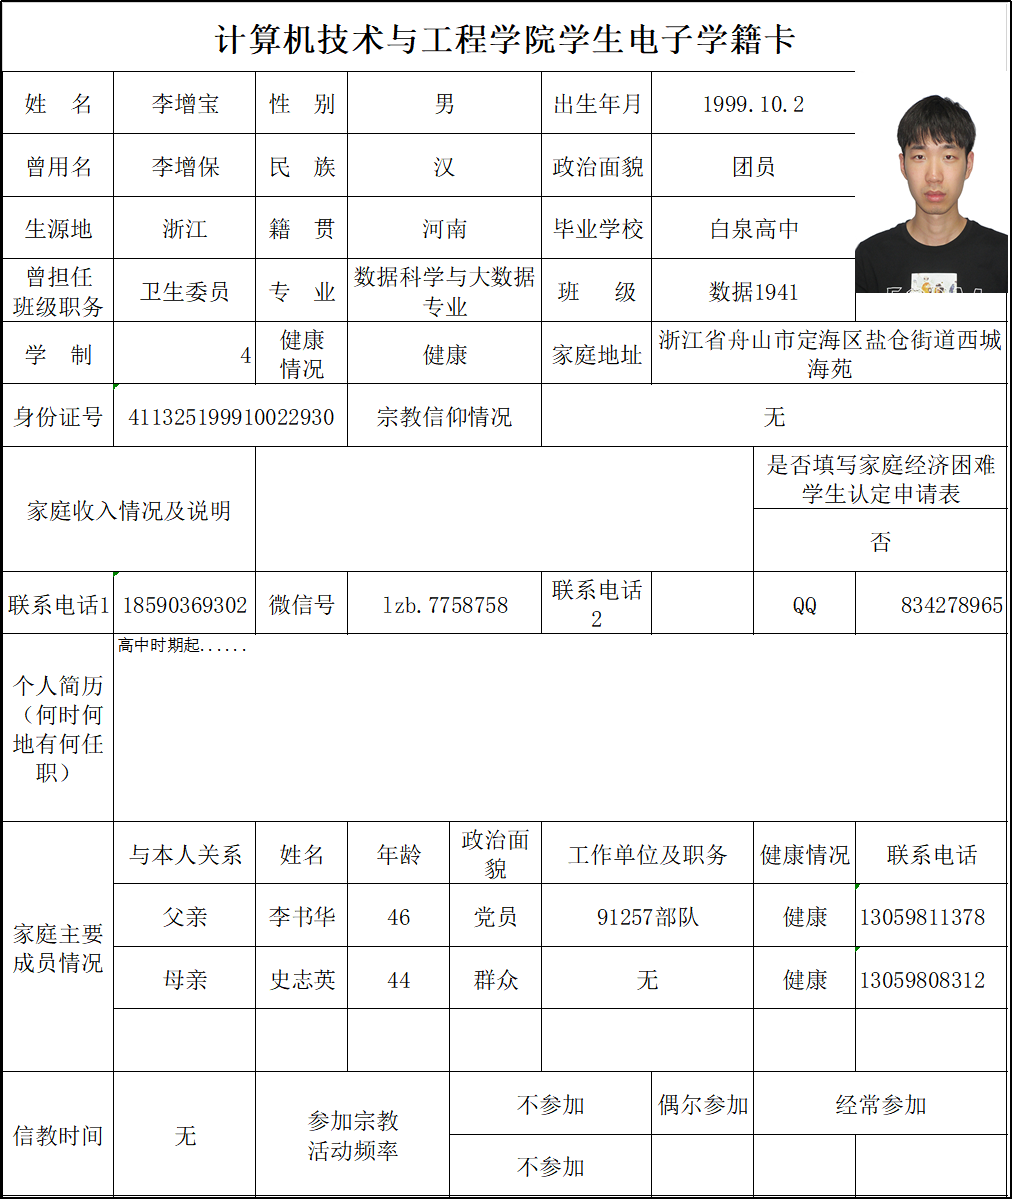 计算机技术与工程学院学生电子学籍卡
姓　名 李增宝 性　别 男 出生年月 1999.10.2
曾用名 李增保 民　族 汉 政治面貌 团员
生源地 浙江 籍　贯 河南 毕业学校 白泉高中
曾担任
班级职务 卫生委员 专　业 数据科学与大数据
专业 班　级 数据1941
学　制 4 健康
情况 健康 家庭地址 浙江省舟山市定海区盐仓街道西城
海苑
身份证号 411325199910022930 宗教信仰情况 无
家庭收入情况及说明 是否填写家庭经济困难
学生认定申请表
否
联系电话1 18590369302 微信号 lzb.7758758 联系电话
2 QQ 834278965
个人简历
（何时何
地有何任
职） 高中时期起......
家庭主要
成员情况 与本人关系 姓名 年龄 政治面
貌 工作单位及职务 健康情况 联系电话
父亲 李书华 46 党员 91257部队 健康 13059811378
母亲 史志英 44 群众 无 健康 13059808312
信教时间 无 参加宗教
活动频率 不参加 偶尔参加 经常参加
不参加